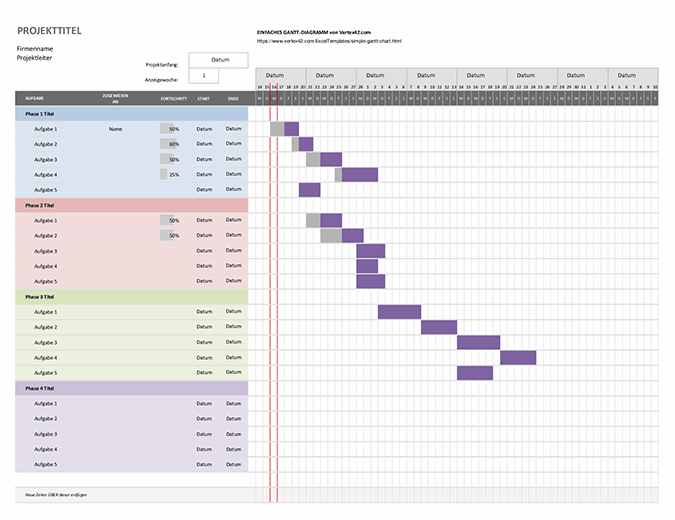 PROJEKTTITEL
EINFACHES GANTT-DIAGRAMM von Vertex42.com
https://www.vertex42.com/ExcelTemplates/simple-gantt-chart.html
Firmenname
Projektleiter
Projektanfang: Datum
Anzeigewoche: 1
Datum Datum Datum Datum Datum Datum Datum Datum
14 15 16 17 18 19 20 21 22 23 24 25 26 27 28 1 2 3 4 5 6 7 8 9 10 11 12 13 14 15 16 17 18 19 20 21 22 23 24 25 26 27 28 29 30 31 1 2 3 4 5 6 7 8 9 10
AUFGABE ZUGEWIESEN AN FORTSCHRITT START ENDE M D M D F S S M D M D F S S M D M D F S S M D M D F S S M D M D F S S M D M D F S S M D M D F S S M D M D F S S
Phase 1 Titel
Aufgabe 1 Name 50% Datum Datum
Aufgabe 2 60% Datum Datum
Aufgabe 3 50% Datum Datum
Aufgabe 4 25% Datum Datum
Aufgabe 5 Datum Datum
Phase 2 Titel
Aufgabe 1 50% Datum Datum
Aufgabe 2 50% Datum Datum
Aufgabe 3 Datum Datum
Aufgabe 4 Datum Datum
Aufgabe 5 Datum Datum
Phase 3 Titel
Aufgabe 1 Datum Datum
Aufgabe 2 Datum Datum
Aufgabe 3 Datum Datum
Aufgabe 4 Datum Datum
Aufgabe 5 Datum Datum
Phase 4 Titel
Aufgabe 1 Datum Datum
Aufgabe 2 Datum Datum
Aufgabe 3 Datum Datum
Aufgabe 4 Datum Datum
Aufgabe 5 Datum Datum
Neue Zeilen ÜBER dieser einfügen